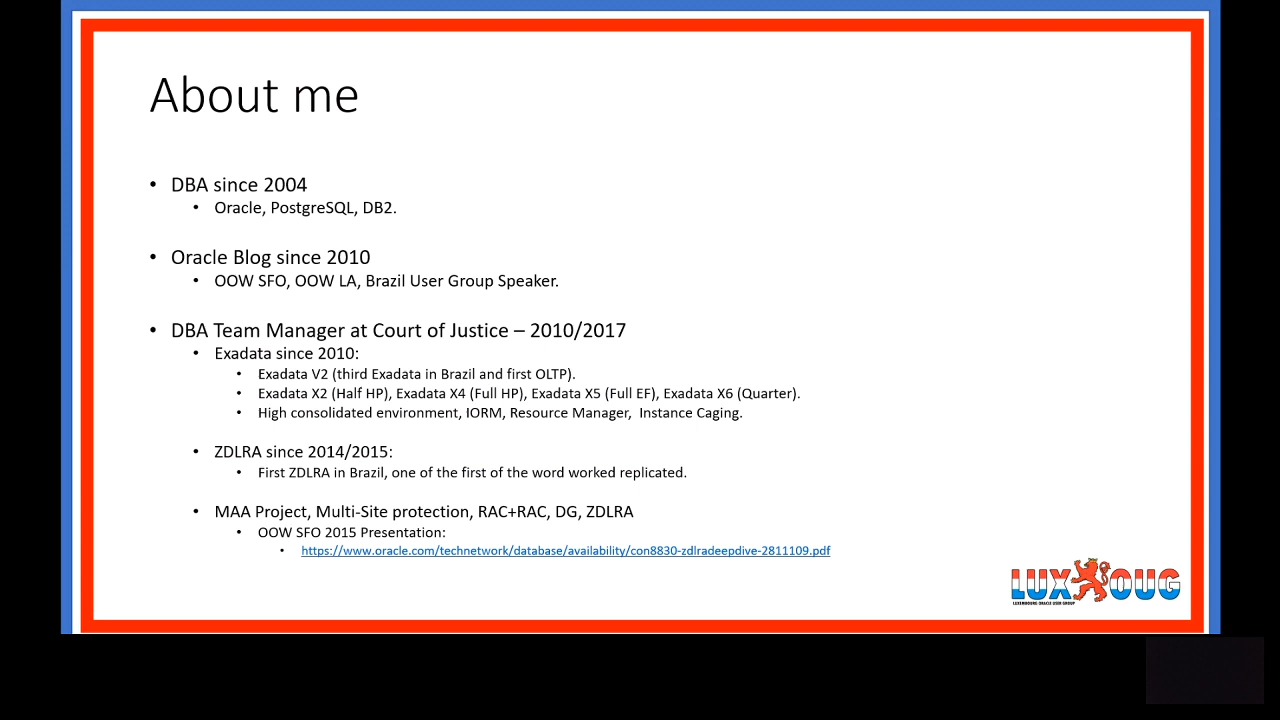 About me
• DBA since 2004
• Oracle, PostgreSQL, DB2.
• Oracle Blog since 2010
• OOW SFO, OOW LA, Brazil User Group Speaker.
• DBA Team Manager at Court of Justice – 2010/2017
• Exadata since 2010:
• Exadata V2 (third Exadata in Brazil and first OLTP).
• Exadata X2 (Half HP), Exadata X4 (Full HP), Exadata X5 (Full EF), Exadata X6 (Quarter).
• High consolidated environment, IORM, Resource Manager,  Instance Caging.
• ZDLRA since 2014/2015:
• First ZDLRA in Brazil, one of the first of the word worked replicated.
• MAA Project, Multi-Site protection, RAC+RAC, DG, ZDLRA
• OOW SFO 2015 Presentation:
• https://www.oracle.com/technetwork/database/availability/con8830-zdlradeepdive-2811109.pdf
LUX OUG
LUXEMBOURG ORACLE USER GROUP